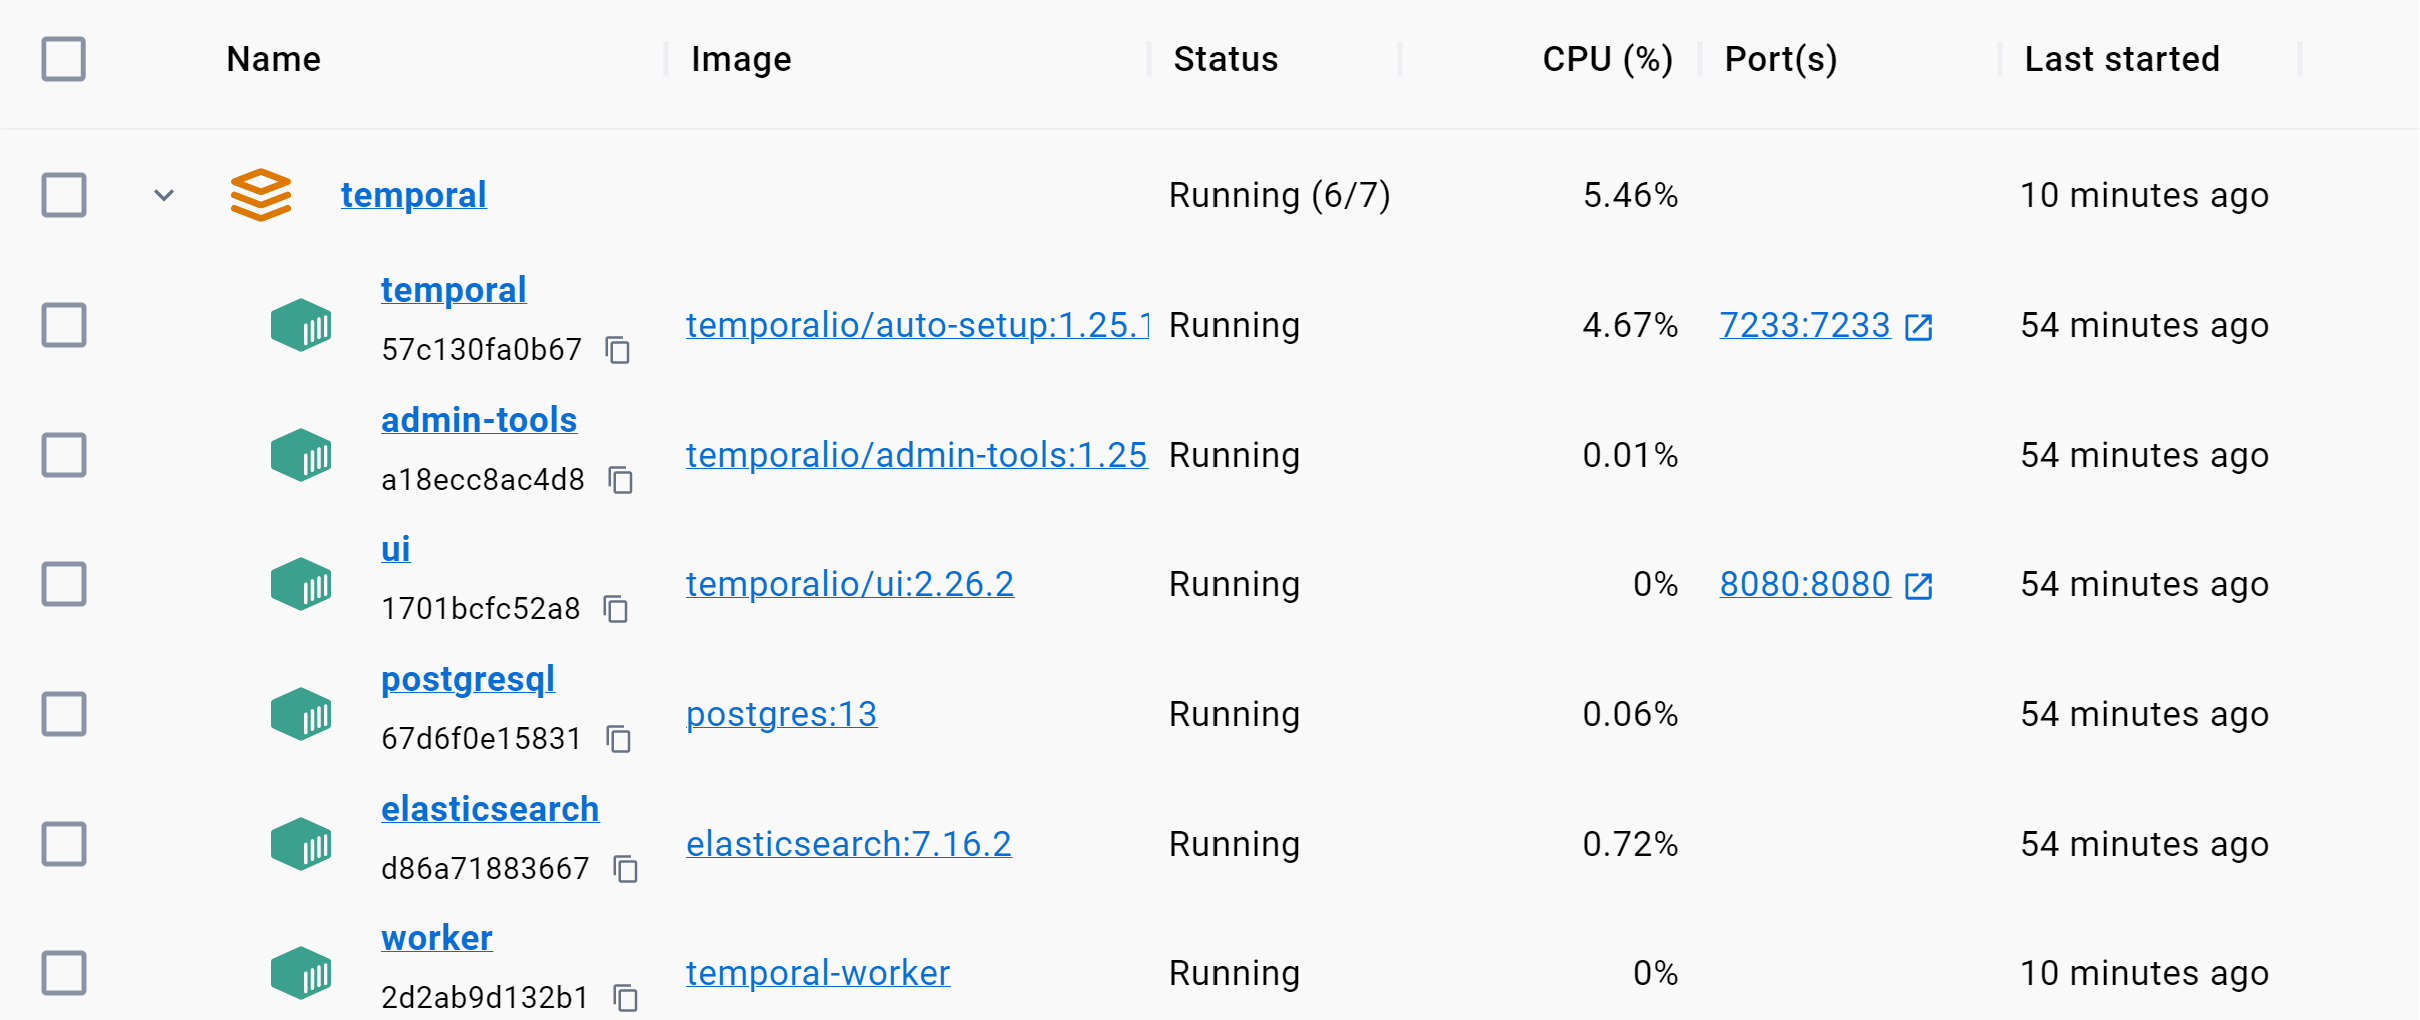 Name Image Status CPU (%) Port(s) Last started
temporal Running (6/7) 5.46% 10 minutes ago
temporal
57c130fa0b67
temporalio/auto-setup:1.25.1 Running 4.67% 7233:7233 54 minutes ago
admin-tools
a18ecc8ac4d8
temporalio/admin-tools:1.25 Running 0.01% 54 minutes ago
ui
1701bcfc52a8
temporalio/ui:2.26.2 Running 0% 8080:8080 54 minutes ago
postgresql
67d6f0e15831
postgres:13 Running 0.06% 54 minutes ago
elasticsearch
d86a71883667
elasticsearch:7.16.2 Running 0.72% 54 minutes ago
worker
2d2ab9d132b1
temporal-worker Running 0% 10 minutes ago